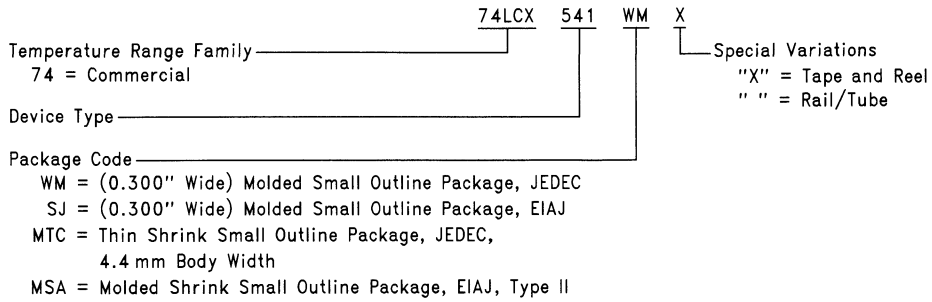 74LCX 541 WM X
Temperature Range Family
74 = Commercial
Special Variations
"X" = Tape and Reel
" " = Rail/Tube
Device Type
Package Code
WM = (0.300" Wide) Molded Small Outline Package, JEDEC
SJ = (0.300" Wide) Molded Small Outline Package, EIAJ
MTC = Thin Shrink Small Outline Package, JEDEC,
4.4 mm Body Width
MSA = Molded Shrink Small Outline Package, EIAJ, Type II